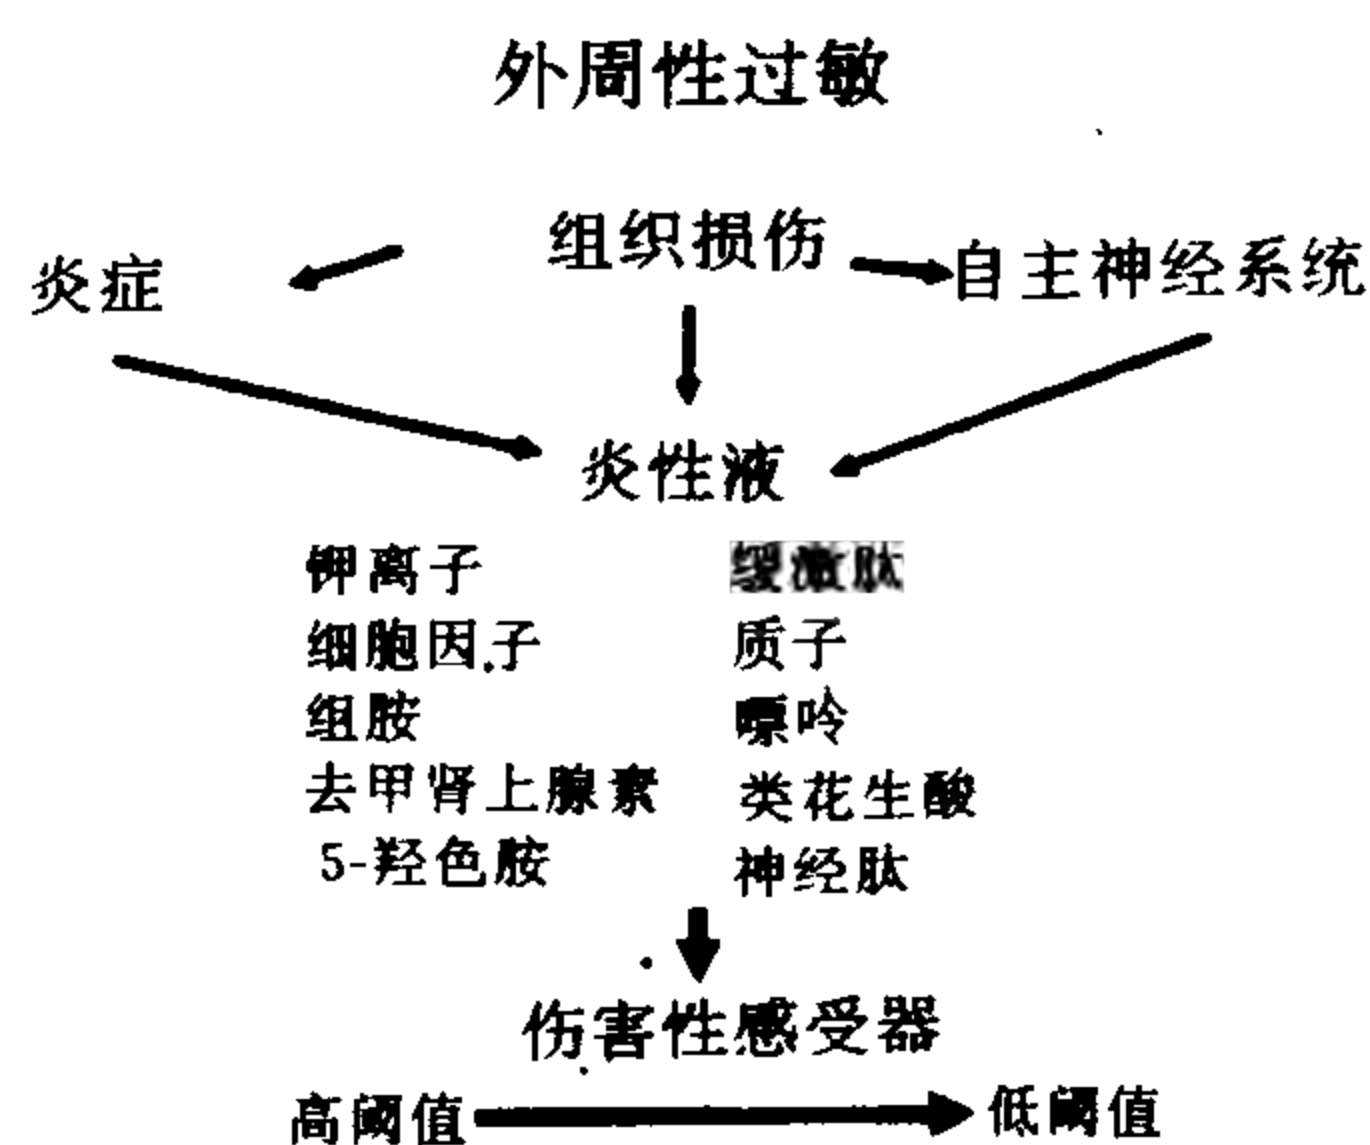 外周性过敏
组织损伤
炎症
自主神经系统
炎性液
钾离子
缓激肽
细胞因子
质子
组胺
嘌呤
去甲肾上腺素
类花生酸
5-羟色胺
神经肽
伤害性感受器
高阈值
低阈值